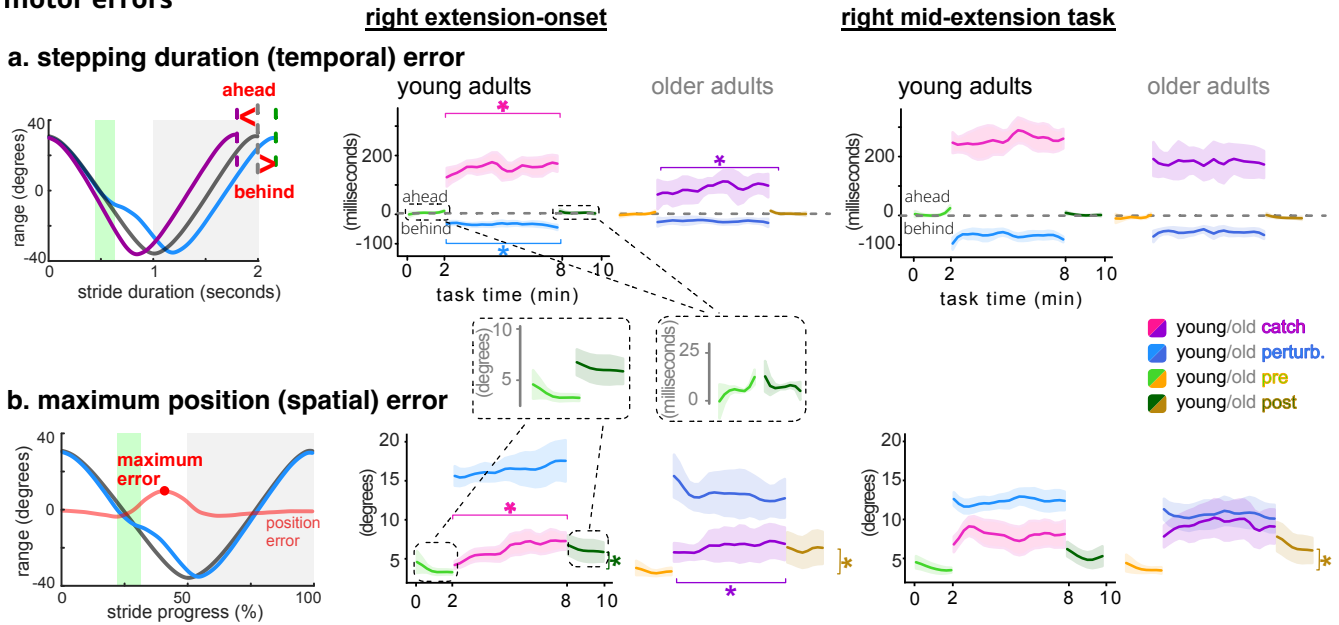 motor errors
right extension-onset
right mid-extension task
a. stepping duration (temporal) error
ahead
behind
40
0
-40
range (degrees)
0
1
2
stride duration (seconds)
young adults
older adults
200
0
-100
(milliseconds)
ahead
behind
*
*
*
0
2
8
10
task time (min)
young adults
older adults
200
0
-100
(milliseconds)
ahead
behind
0
2
8
10
task time (min)
10
5
(degrees)
25
0
(milliseconds)
young/old catch
young/old perturb.
young/old pre
young/old post
b. maximum position (spatial) error
40
0
-40
range (degrees)
maximum
error
position
error
0
50
100
stride progress (%)
20
15
10
5
(degrees)
*
*
*
*
0
2
8
10
20
15
10
5
(degrees)
*
0
2
8
10